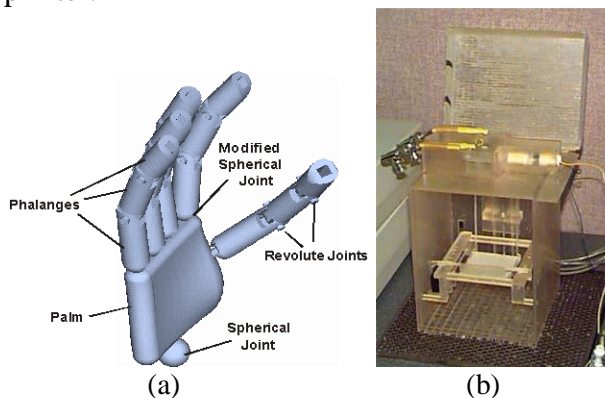 Modified
Spherical
Joint
Phalanges
Revolute Joints
Palm
Spherical
Joint
(a)
(b)